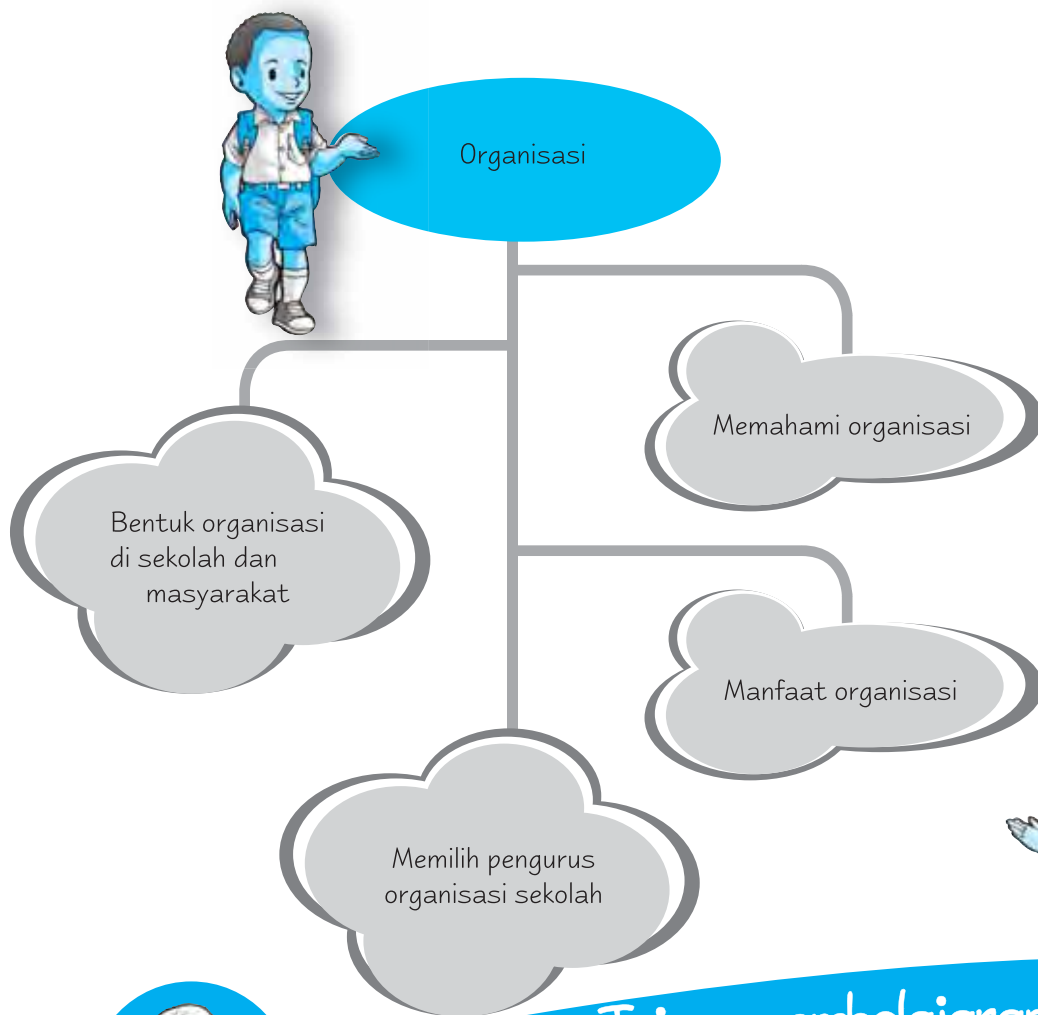 Organisasi
Memahami organisasi
Bentuk organisasi
di sekolah dan
masyarakat
Manfaat organisasi
Memilih pengurus
organisasi sekolah